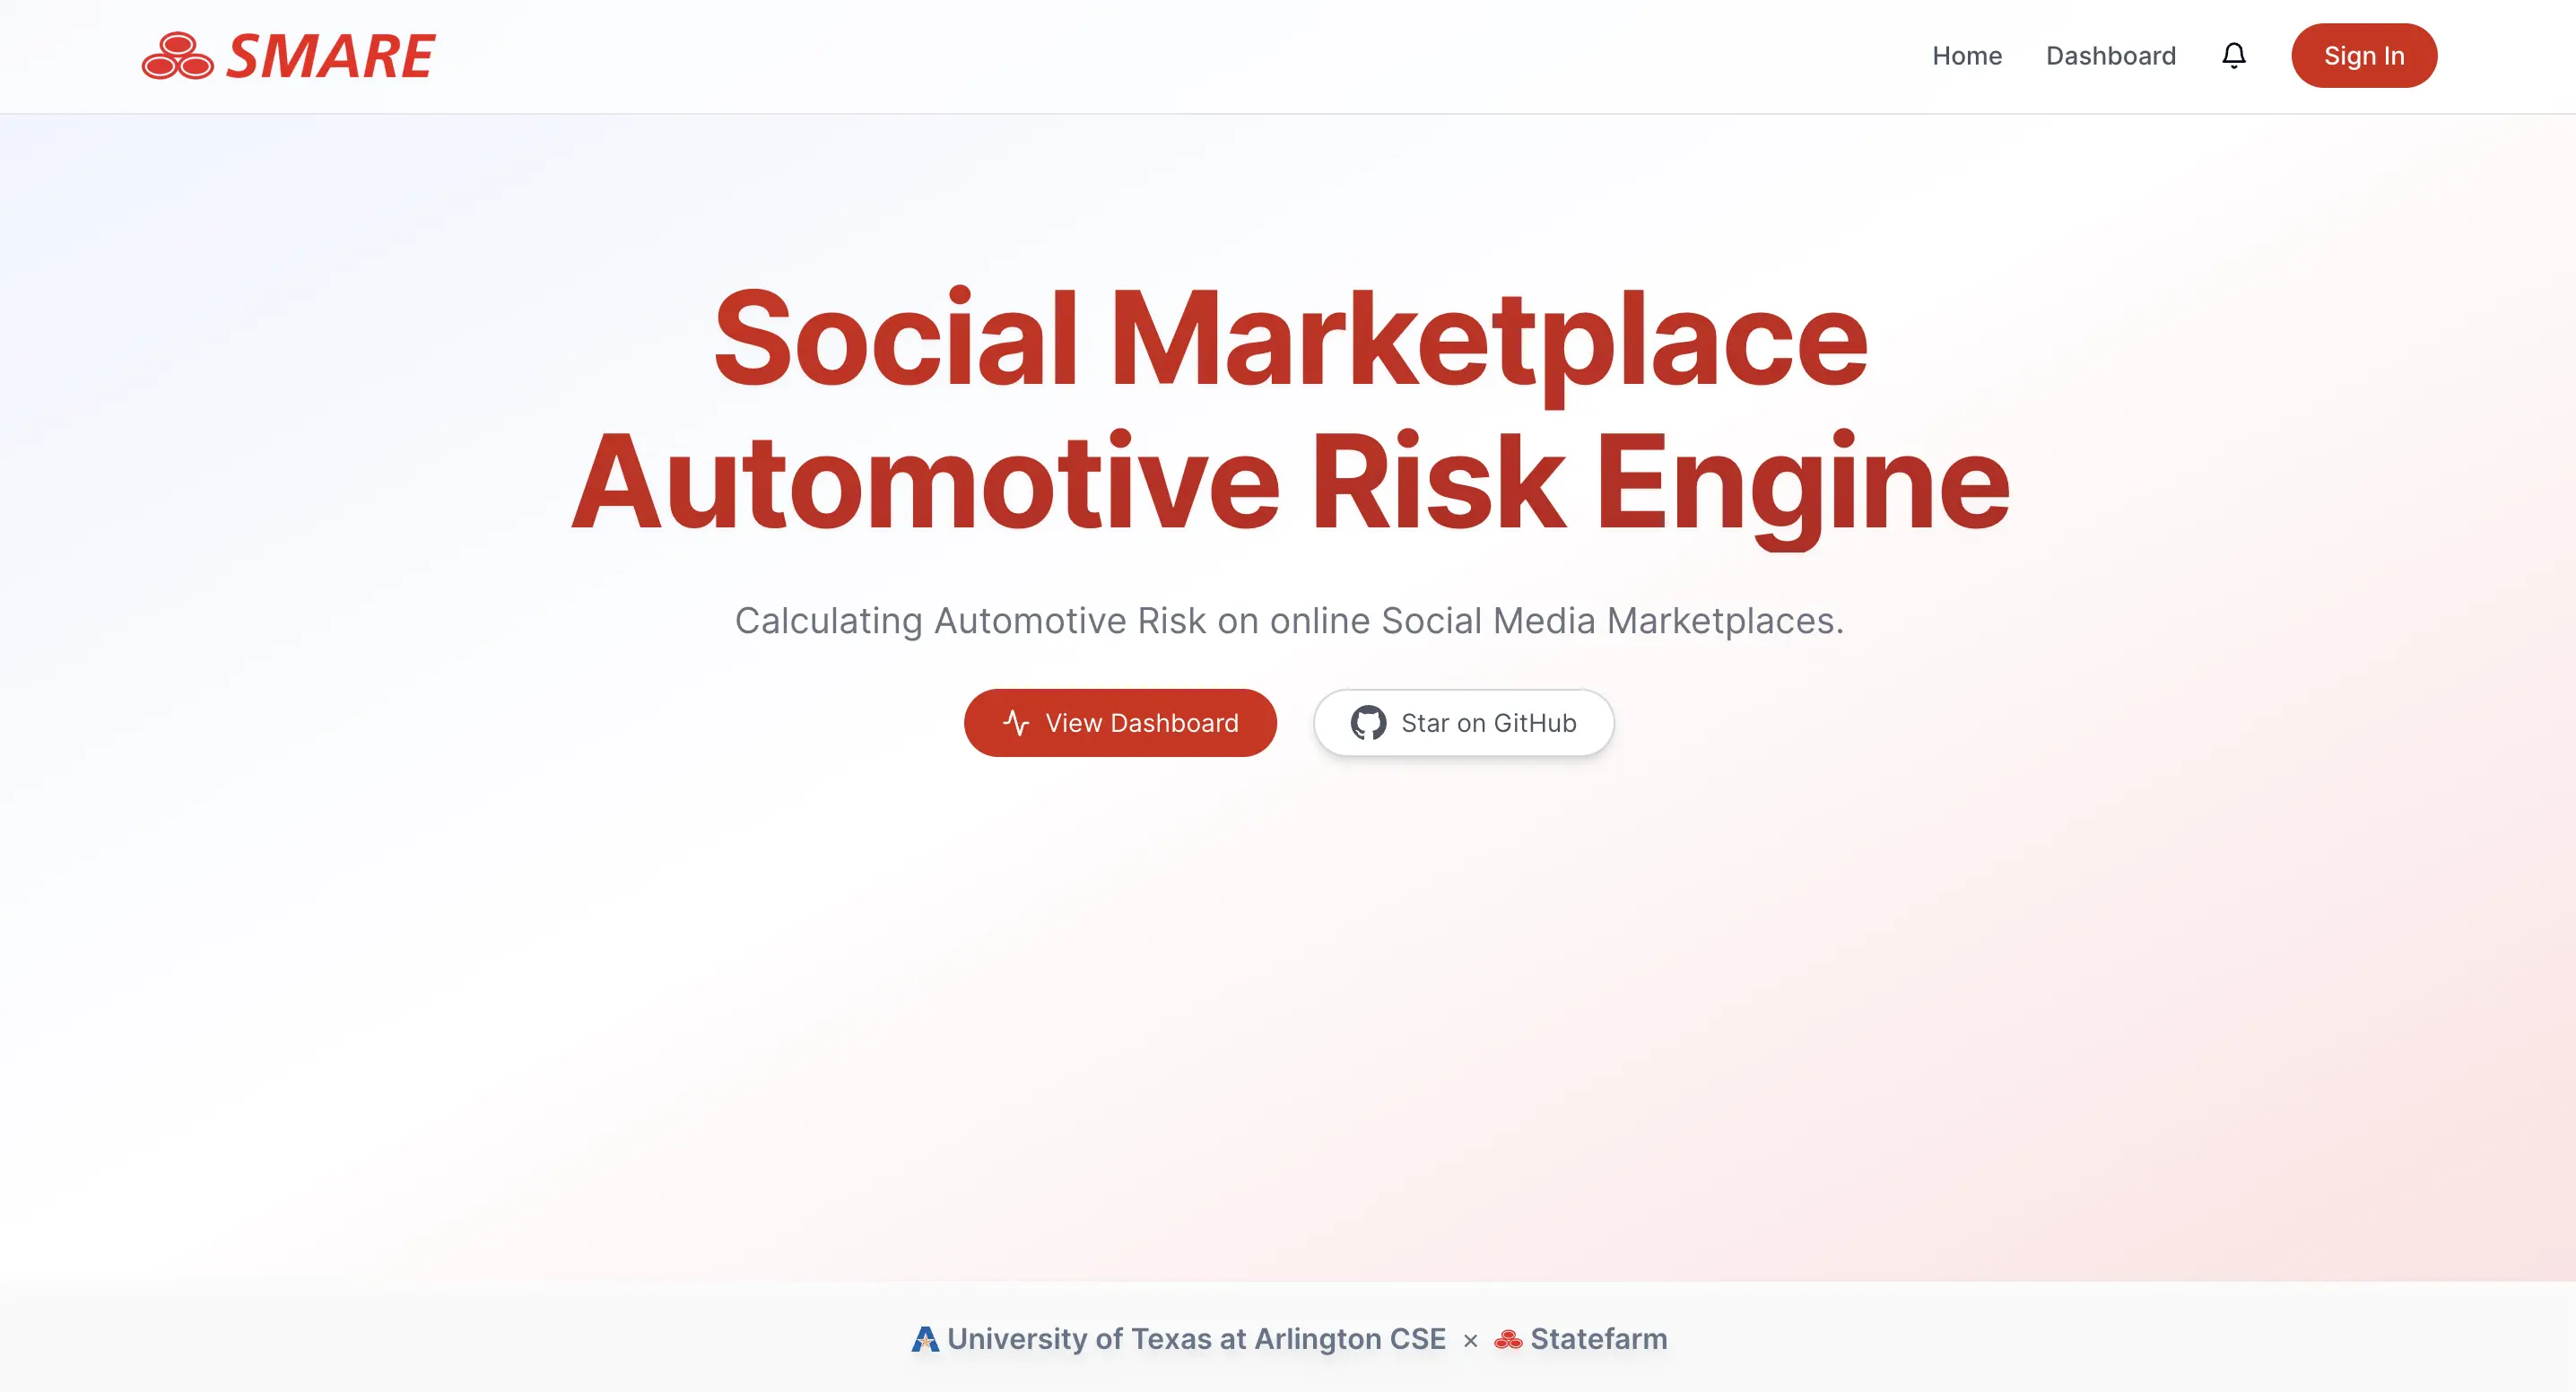 SMARE
Home Dashboard Sign In
Social Marketplace
Automotive Risk Engine
Calculating Automotive Risk on online Social Media Marketplaces.
View Dashboard Star on GitHub
University of Texas at Arlington CSE × Statefarm